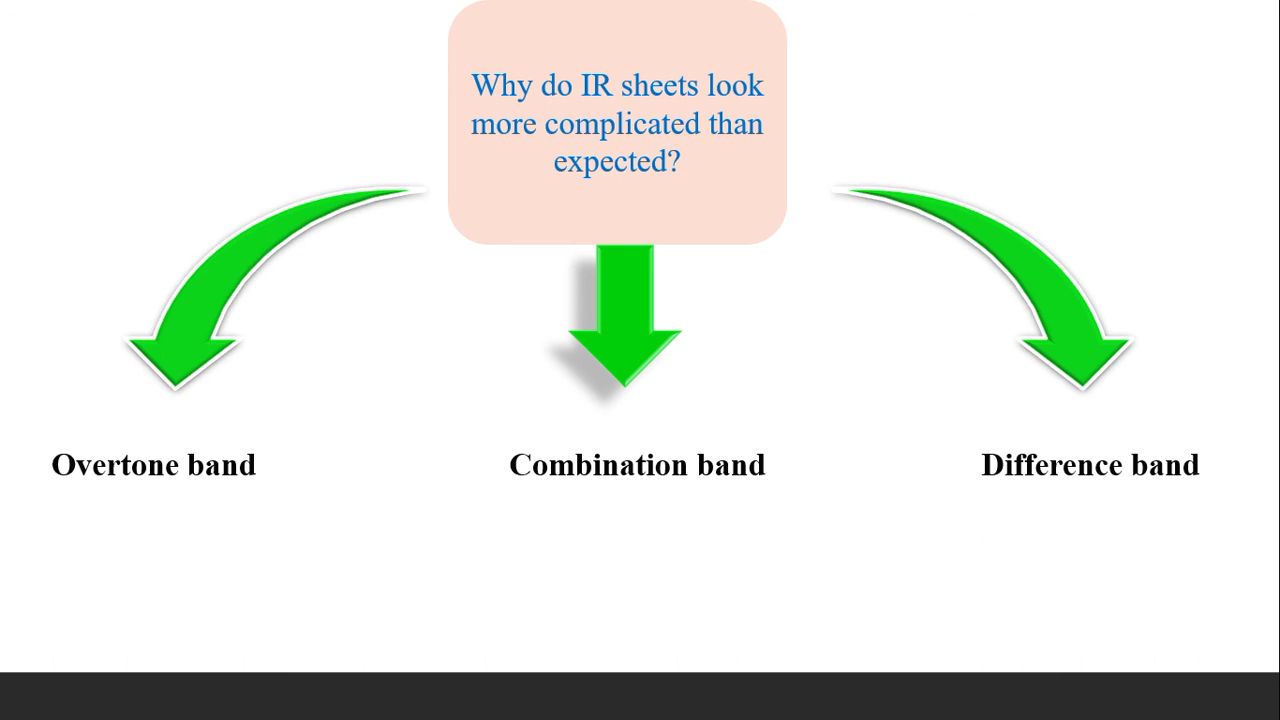 Why do IR sheets look
more complicated than
expected?
Overtone band
Combination band
Difference band